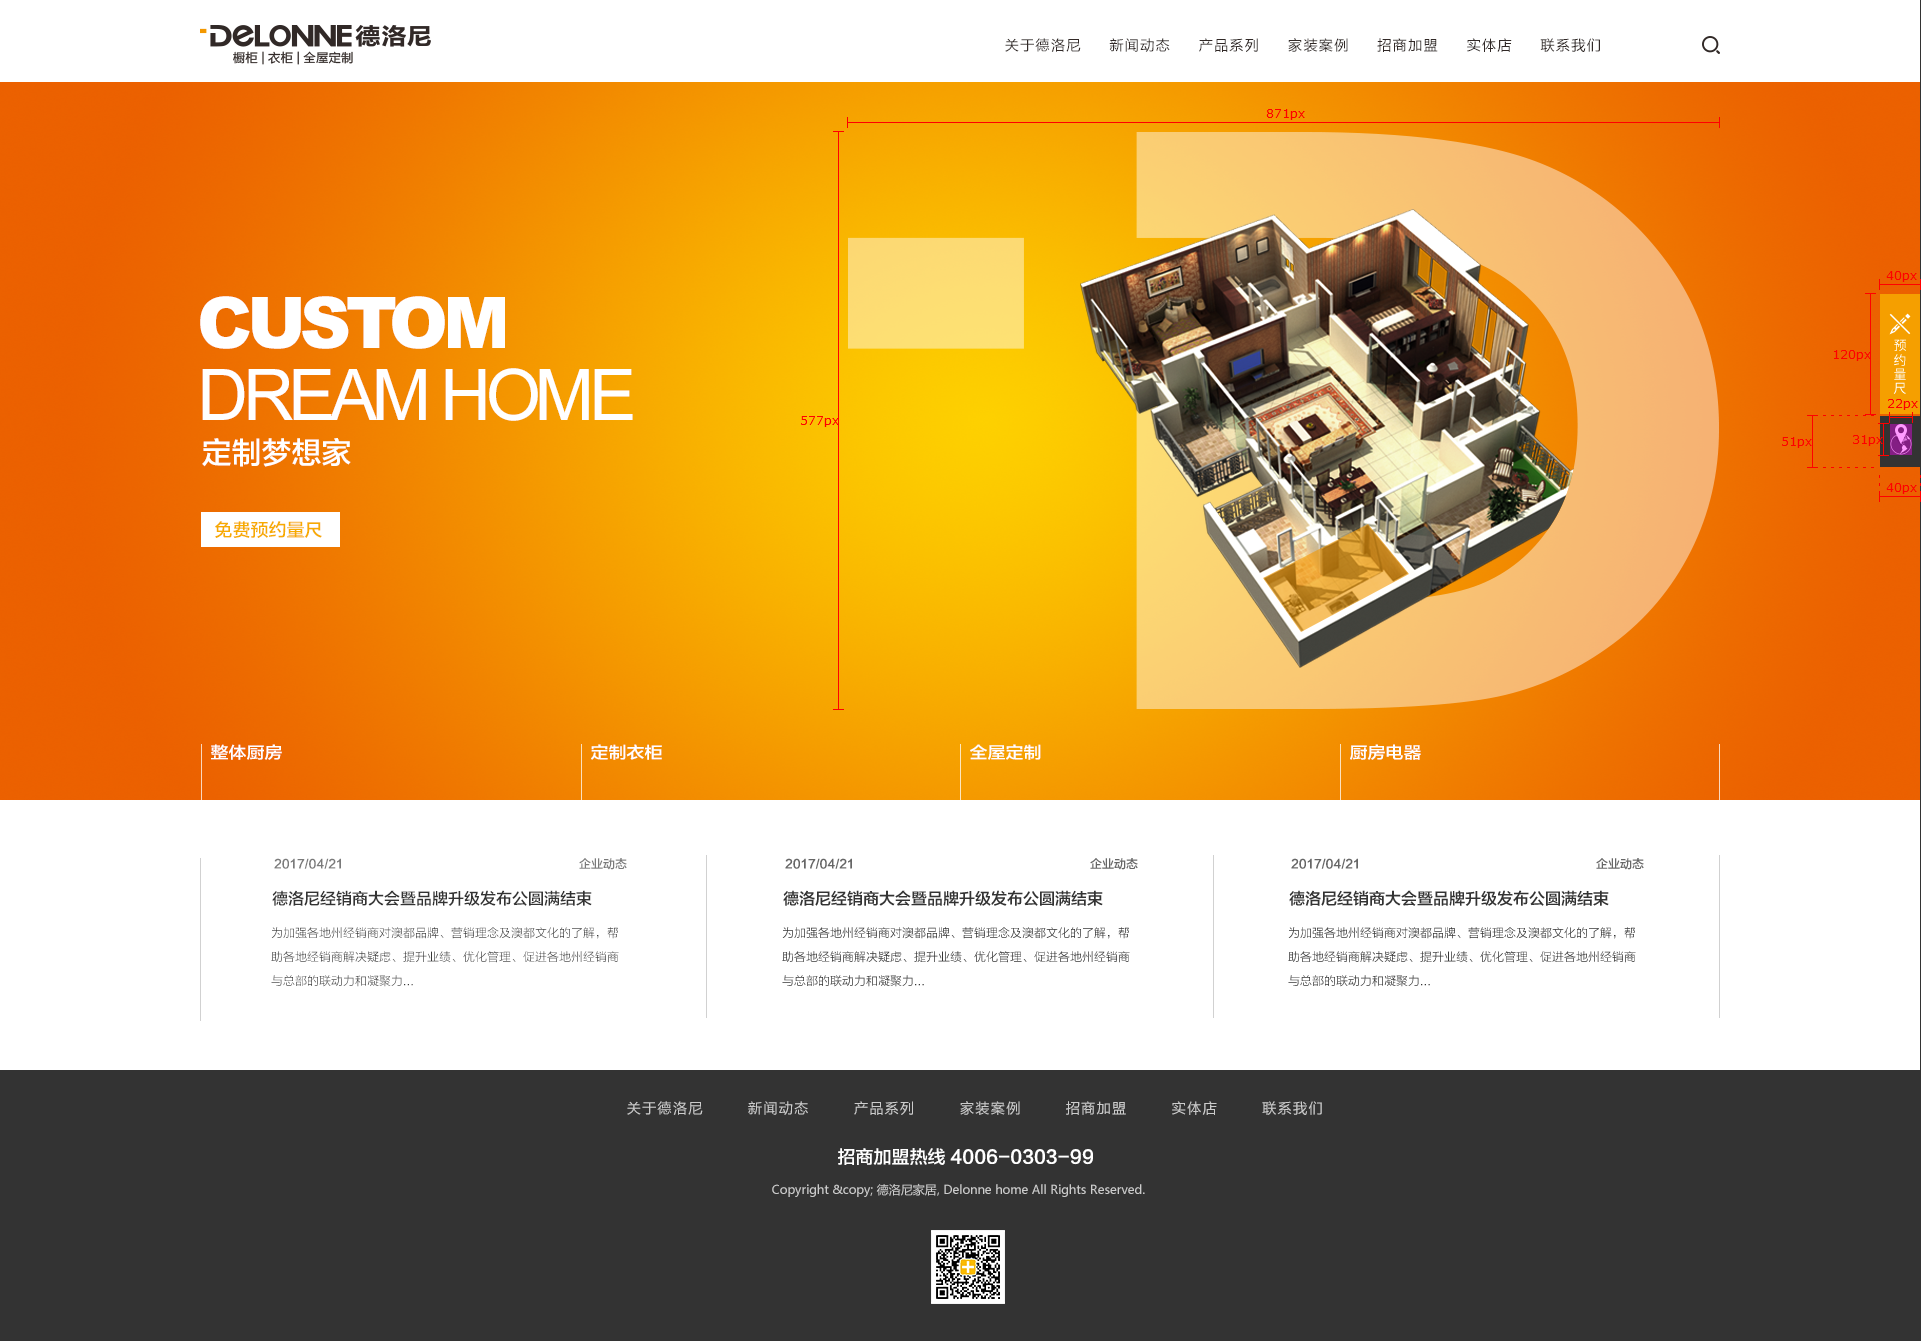 DELONNE德洛尼
橱柜 | 衣柜 | 全屋定制
关于德洛尼 新闻动态 产品系列 家装案例 招商加盟 实体店 联系我们
871px
CUSTOM
DREAM HOME
定制梦想家
免费预约量尺
577px
40px
120px
预约量尺
22px
51px
31px
40px
整体厨房 定制衣柜 全屋定制 厨房电器
2017/04/21 企业动态
德洛尼经销商大会暨品牌升级发布公圆满结束
为加强各地州经销商对澳都品牌、营销理念及澳都文化的了解，帮
助各地经销商解决疑虑、提升业绩、优化管理、促进各地州经销商
与总部的联动力和凝聚力...
2017/04/21 企业动态
德洛尼经销商大会暨品牌升级发布公圆满结束
为加强各地州经销商对澳都品牌、营销理念及澳都文化的了解，帮
助各地经销商解决疑虑、提升业绩、优化管理、促进各地州经销商
与总部的联动力和凝聚力...
2017/04/21 企业动态
德洛尼经销商大会暨品牌升级发布公圆满结束
为加强各地州经销商对澳都品牌、营销理念及澳都文化的了解，帮
助各地经销商解决疑虑、提升业绩、优化管理、促进各地州经销商
与总部的联动力和凝聚力...
关于德洛尼 新闻动态 产品系列 家装案例 招商加盟 实体店 联系我们
招商加盟热线 4006-0303-99
Copyright &copy; 德洛尼家居, Delonne home All Rights Reserved.